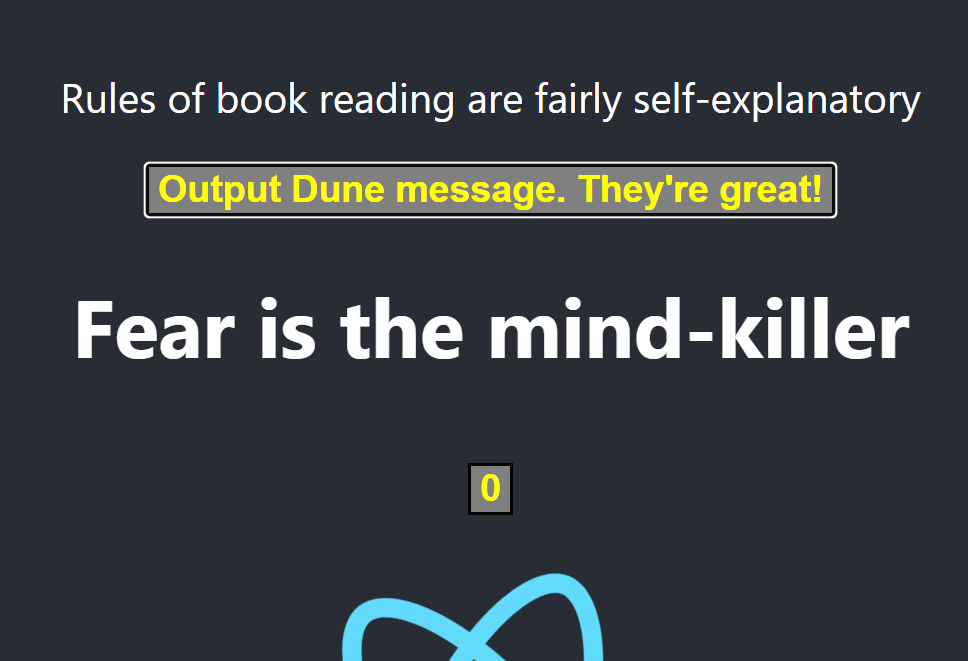 Rules of book reading are fairly self-explanatory
Output Dune message. They're great!
Fear is the mind-killer
0